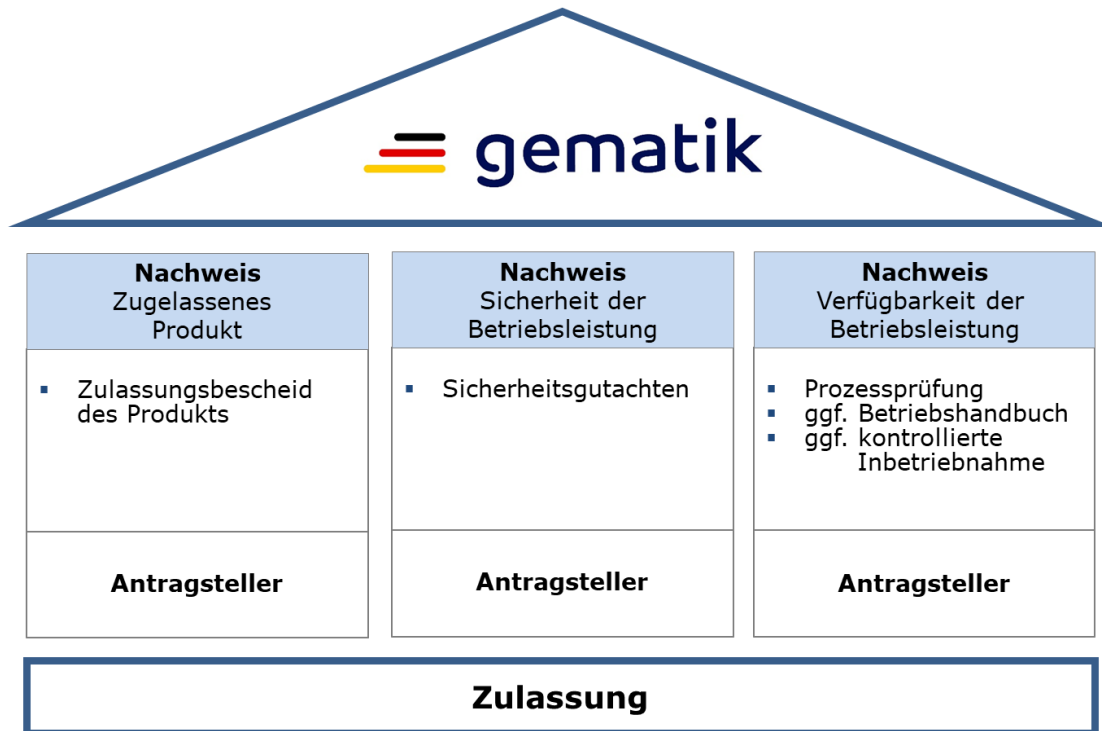 gematik
Nachweis
Zugelassenes
Produkt
▪ Zulassungsbescheid
des Produkts
Antragsteller
Nachweis
Sicherheit der
Betriebsleistung
▪ Sicherheitsgutachten
Antragsteller
Nachweis
Verfügbarkeit der
Betriebsleistung
▪ Prozessprüfung
▪ ggf. Betriebshandbuch
▪ ggf. kontrollierte
Inbetriebnahme
Antragsteller
Zulassung